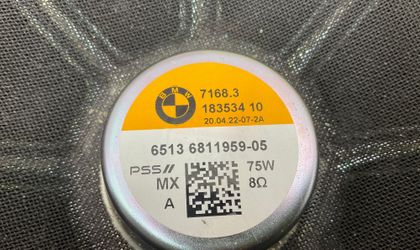 BMW
7168.3
183534 10
20.04.22-07-2A
6513 6811959-05
PSS//
75W
MX
8Ω
A